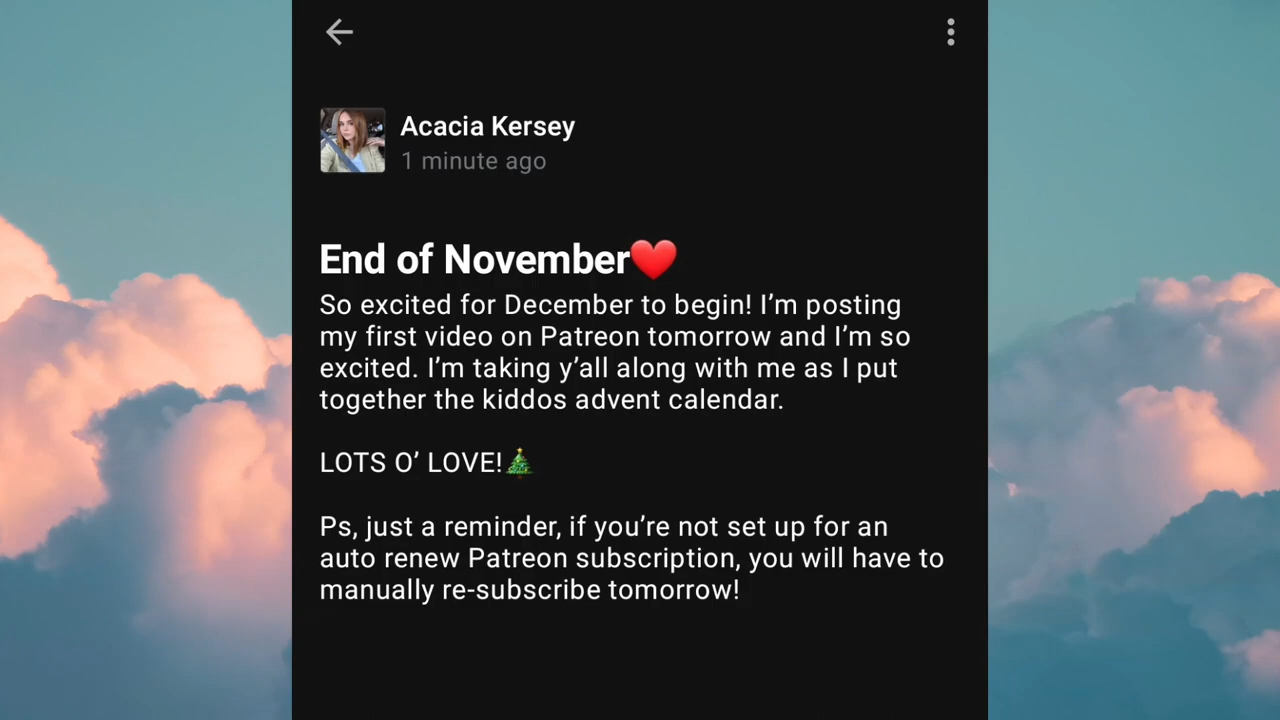 Acacia Kersey
1 minute ago
End of November❤️
So excited for December to begin! I’m posting
my first video on Patreon tomorrow and I’m so
excited. I’m taking y’all along with me as I put
together the kiddos advent calendar.
LOTS O’ LOVE!🎄
Ps, just a reminder, if you’re not set up for an
auto renew Patreon subscription, you will have to
manually re-subscribe tomorrow!